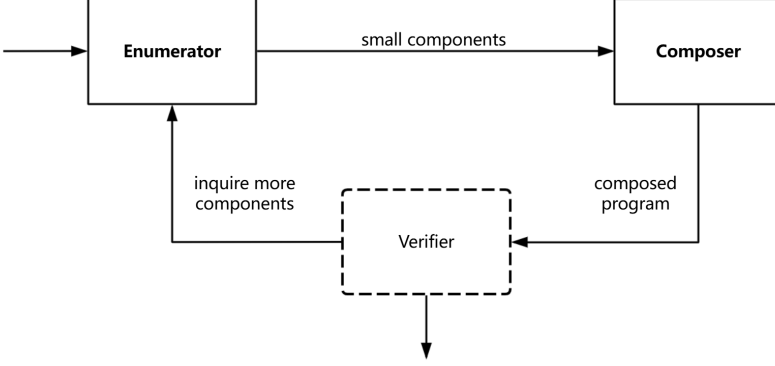 small components
Enumerator
Composer
inquire more
components
composed
program
Verifier